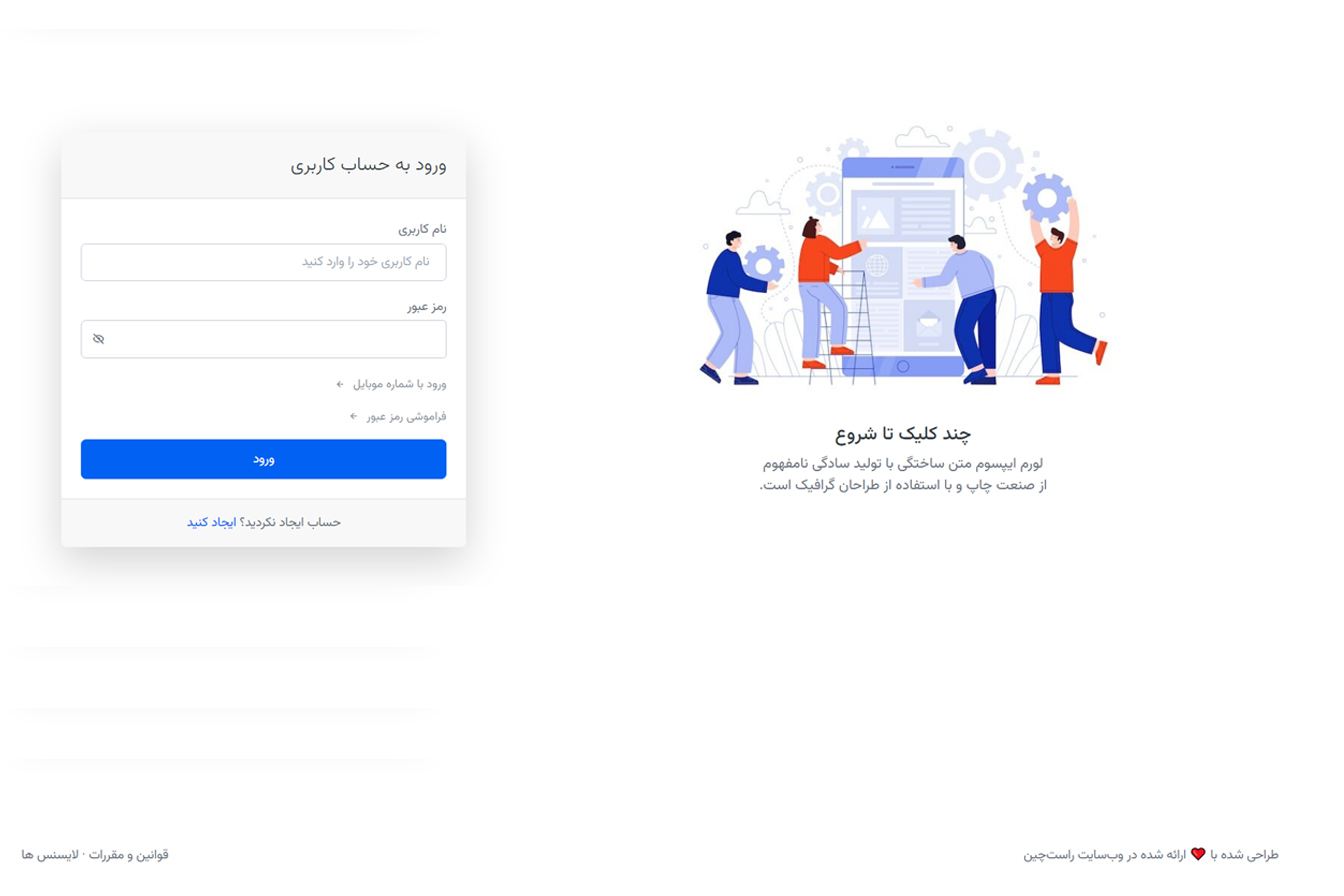 ورود به حساب کاربری
نام کاربری
نام کاربری خود را وارد کنید
رمز عبور
ورود با شماره موبایل ←
فراموشی رمز عبور ←
ورود
حساب ایجاد نکردید؟ ایجاد کنید
چند کلیک تا شروع
لورم ایپسوم متن ساختگی با تولید سادگی نامفهوم
از صنعت چاپ و با استفاده از طراحان گرافیک است.
طراحی شده با ❤️ ارائه شده در وب‌سایت راست‌چین
قوانین و مقررات · لایسنس ها